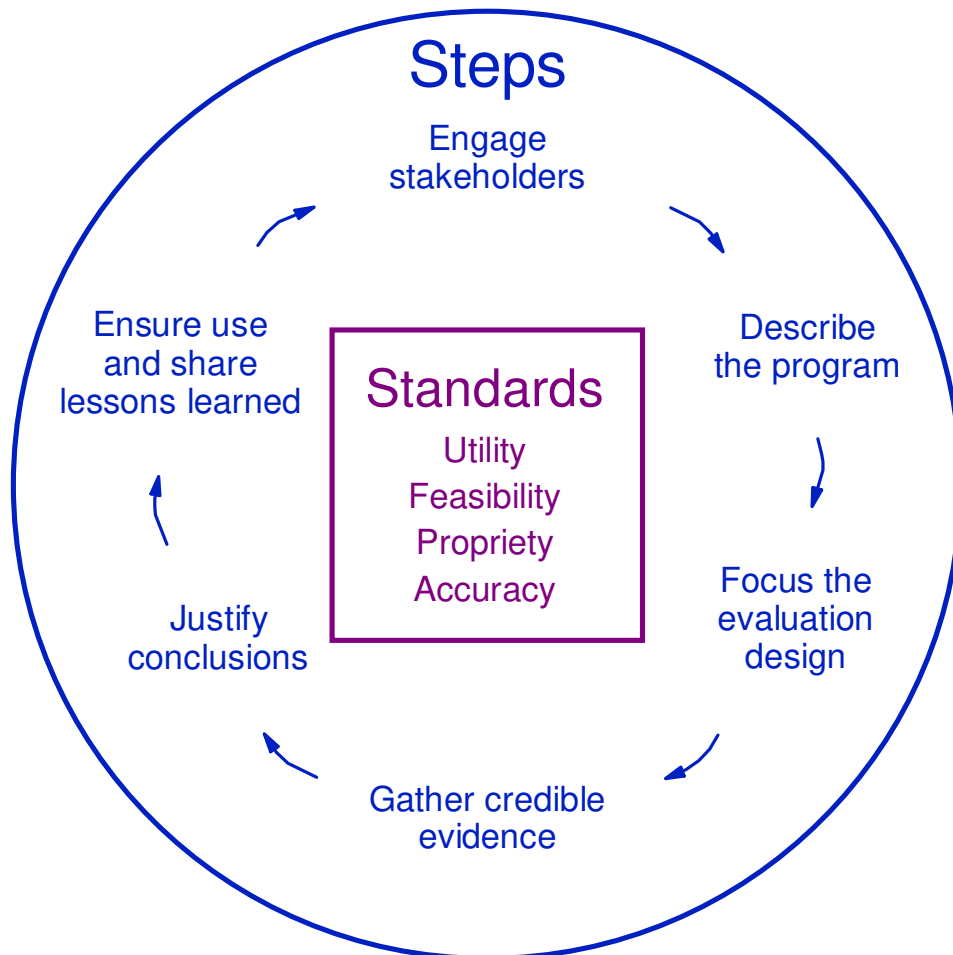 Steps
Engage
stakeholders
Describe
the program
Focus the
evaluation
design
Gather credible
evidence
Justify
conclusions
Ensure use
and share
lessons learned
Standards
Utility
Feasibility
Propriety
Accuracy